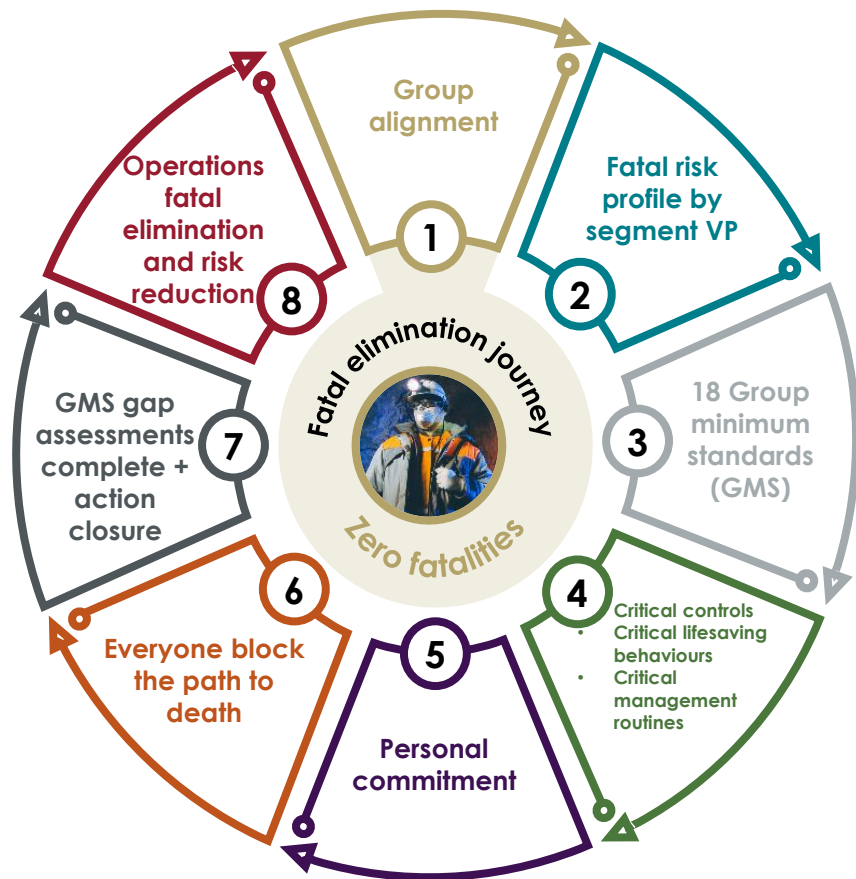 Group
alignment
1
Fatal risk
profile by
segment VP
2
18 Group
minimum
standards
(GMS)
3
4
• Critical controls
• Critical lifesaving
behaviours
• Critical
management
routines
5
Personal
commitment
6
Everyone block
the path to
death
GMS gap
assessments
complete +
action
closure
7
Operations
fatal
elimination
and risk
reduction
8
Fatal elimination journey
Zero fatalities